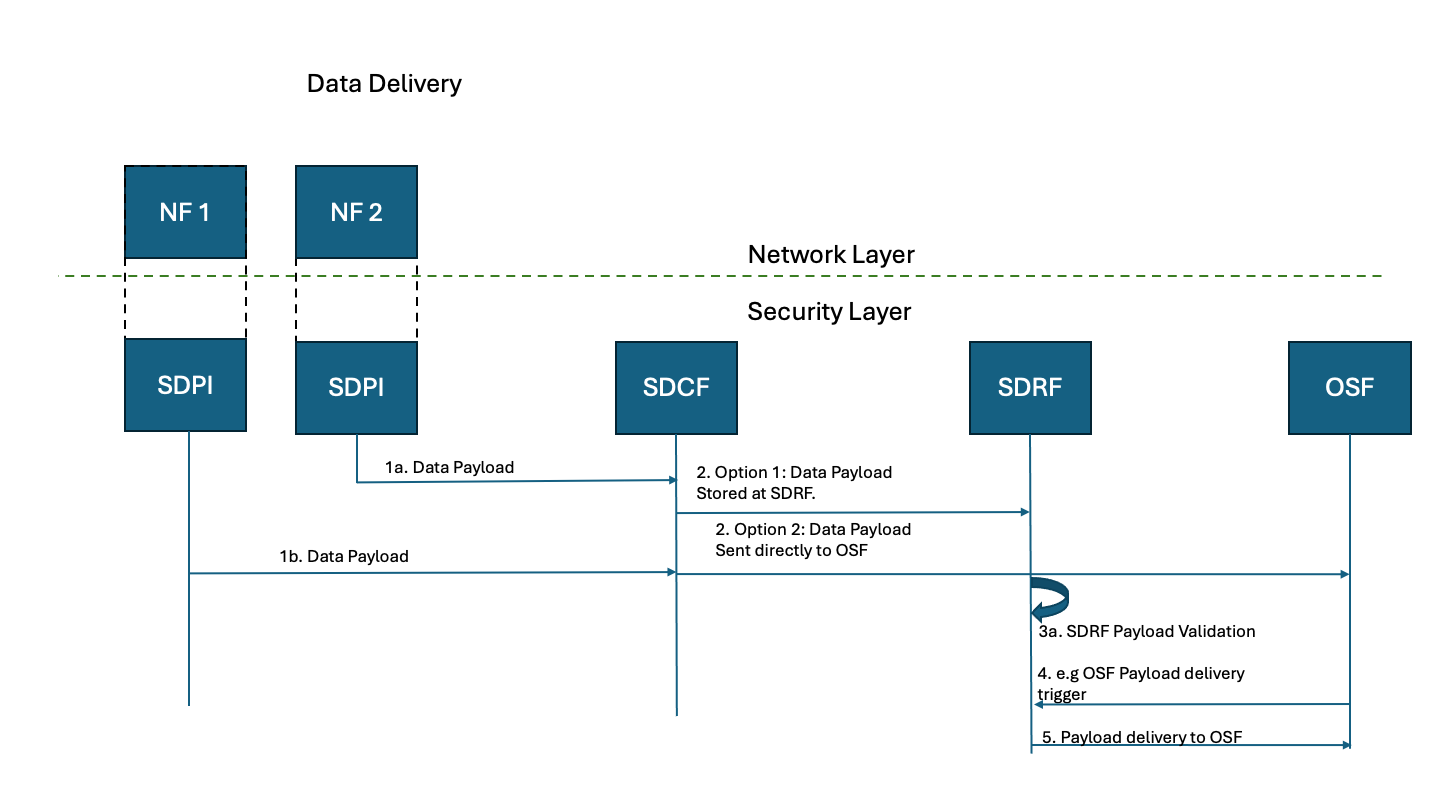 Data Delivery
NF 1
NF 2
Network Layer
Security Layer
SDPI
SDPI
SDCF
SDRF
OSF
1a. Data Payload
2. Option 1: Data Payload
Stored at SDRF.
2. Option 2: Data Payload
Sent directly to OSF
1b. Data Payload
3a. SDRF Payload Validation
4. e.g OSF Payload delivery
trigger
5. Payload delivery to OSF